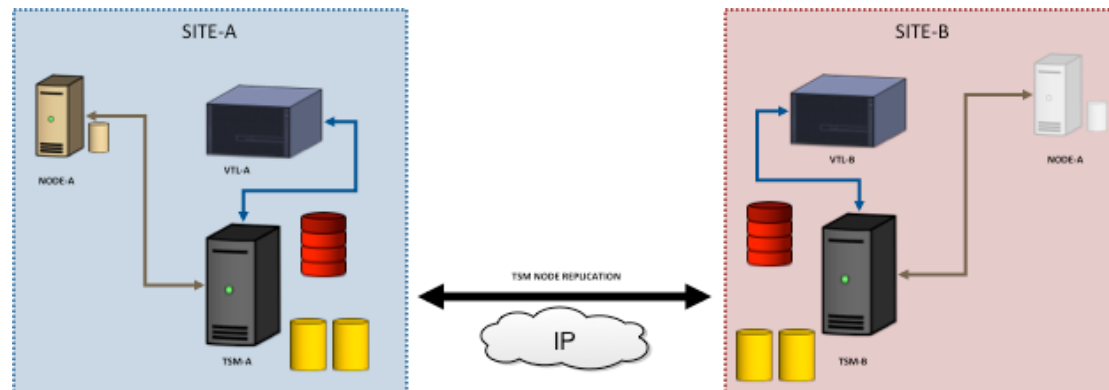 SITE-A
SITE-B
VTL-A
NODE-A
VTL-B
NODE-A
TSM NODE REPLICATION
IP
TSM-A
TSM-B